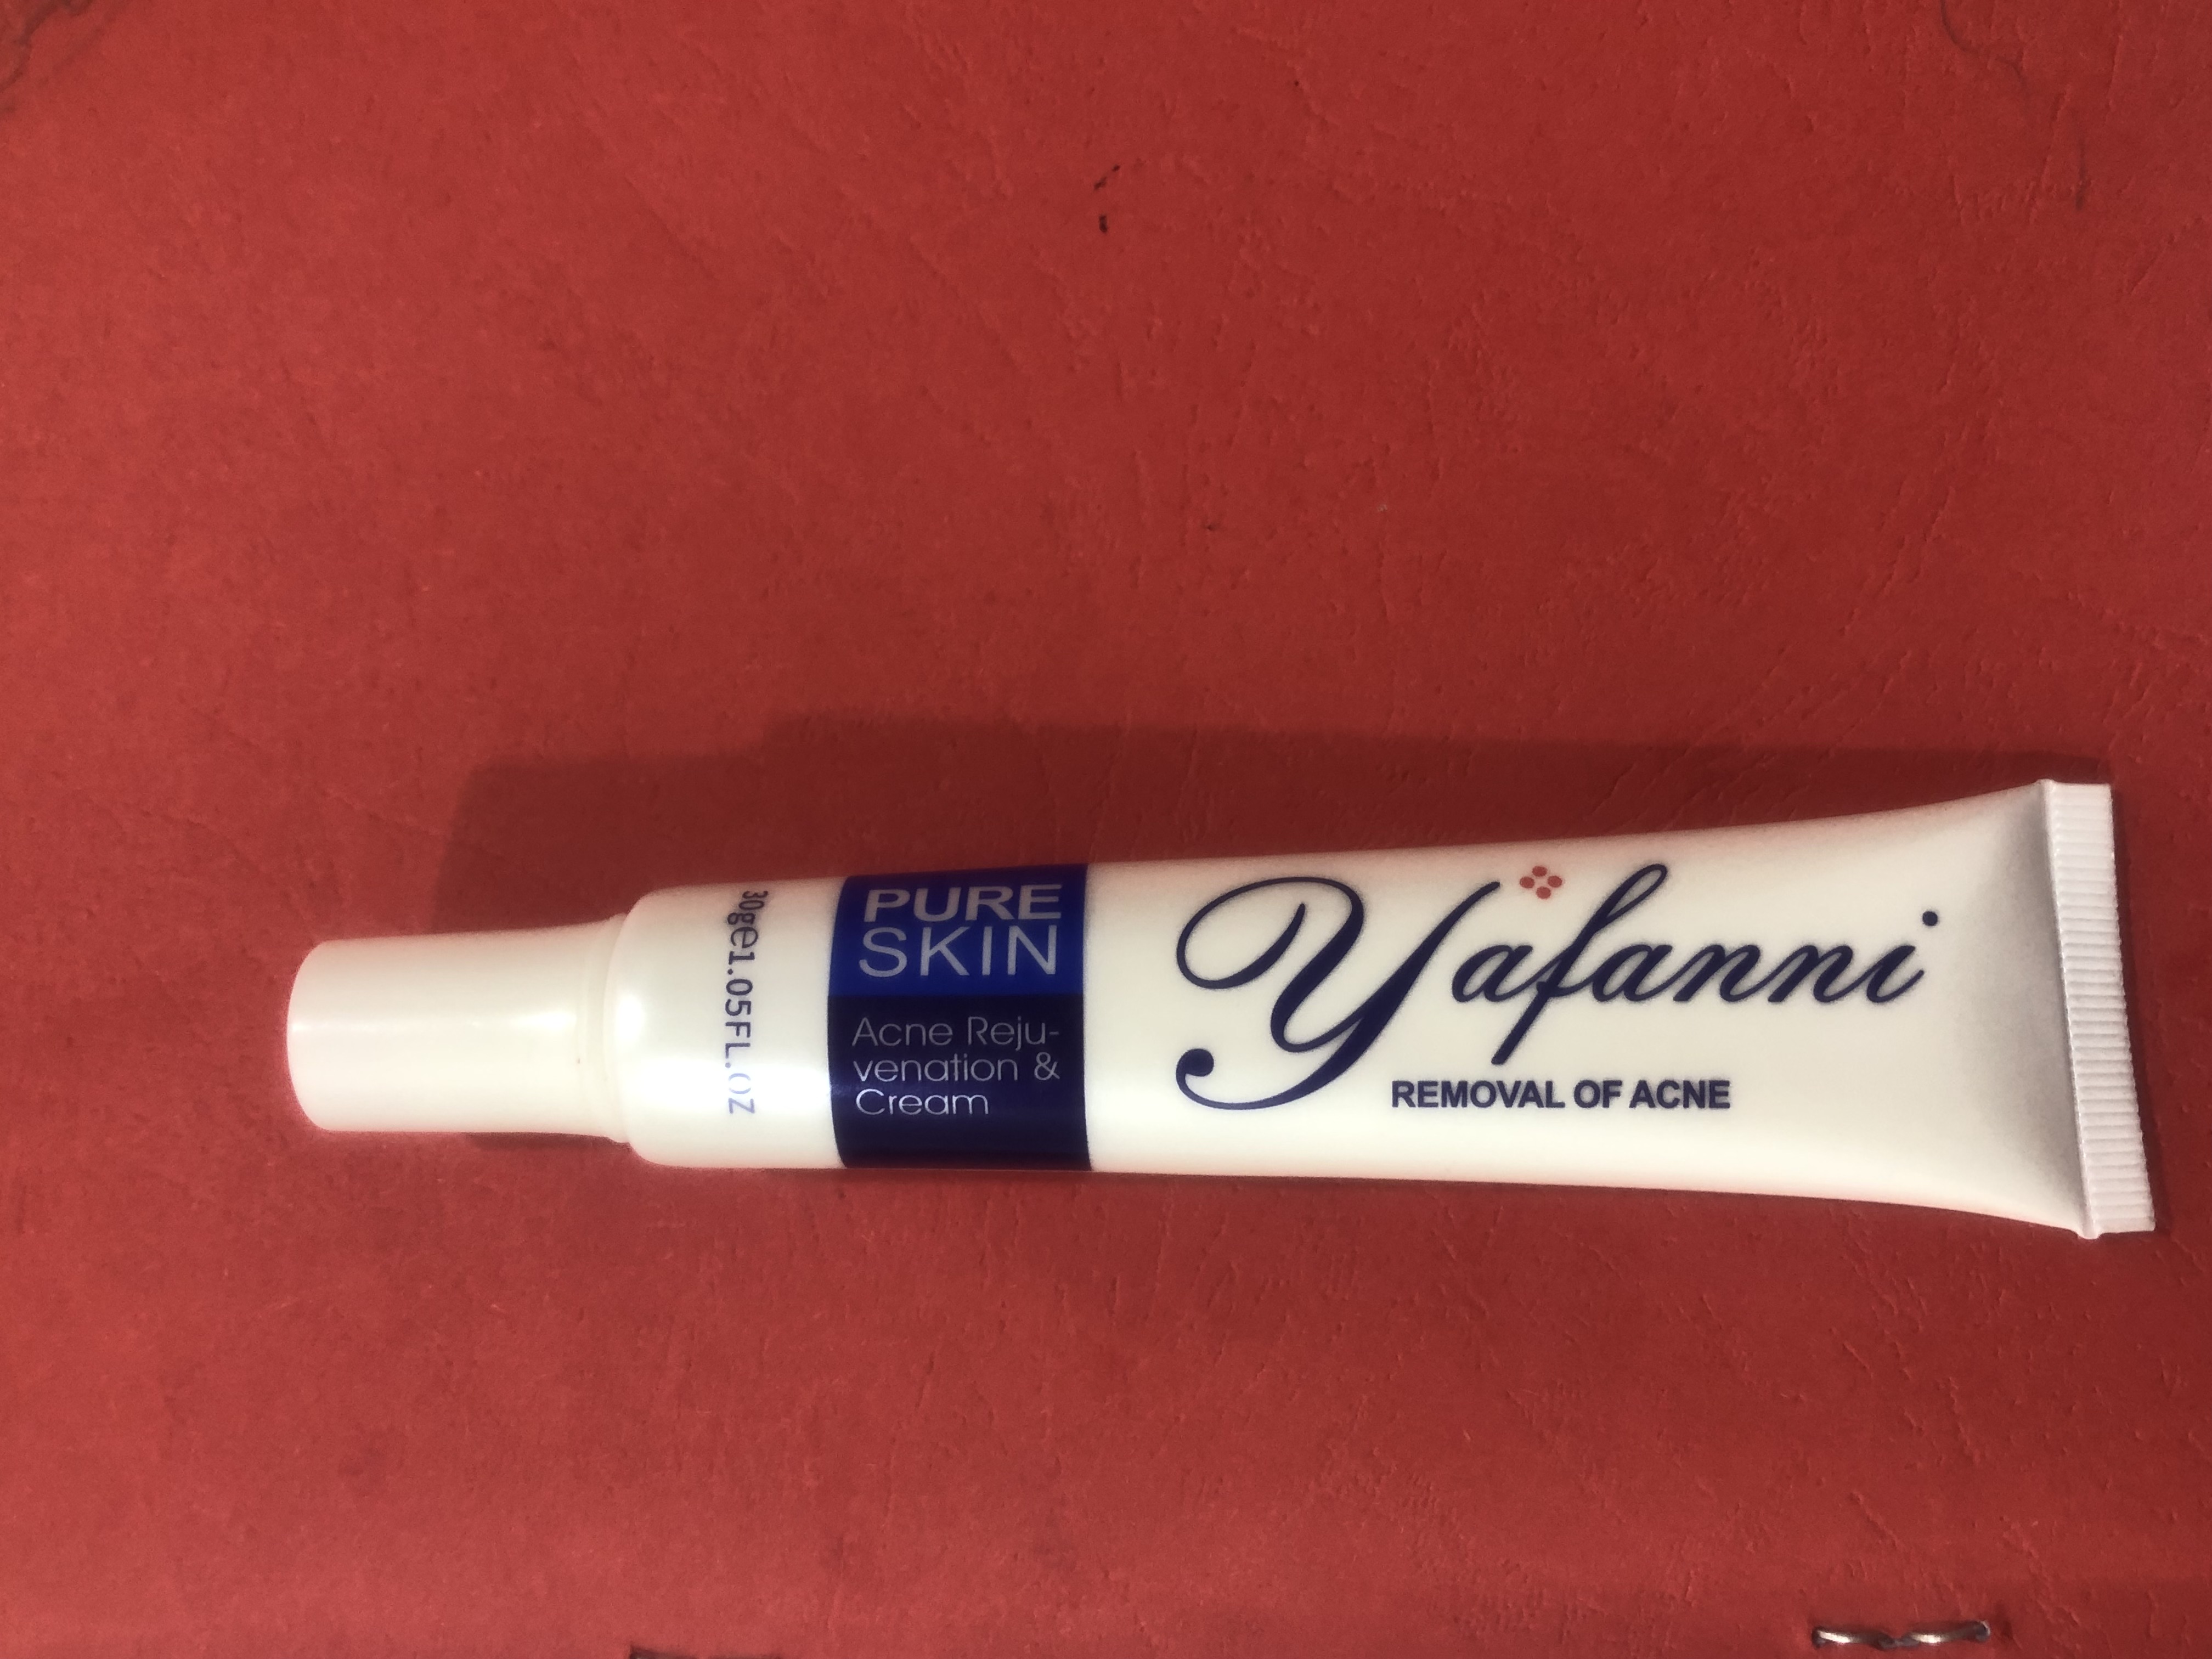 Yafanni
REMOVAL OF ACNE
PURE
SKIN
Acne Reju-
venation &
Cream
30g℮1.05FL.OZ